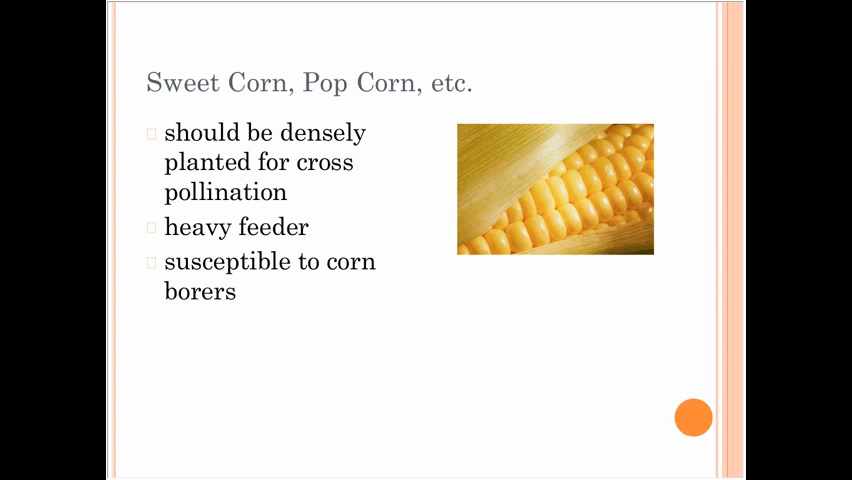 Sweet Corn, Pop Corn, etc.
should be densely
planted for cross
pollination
heavy feeder
susceptible to corn
borers